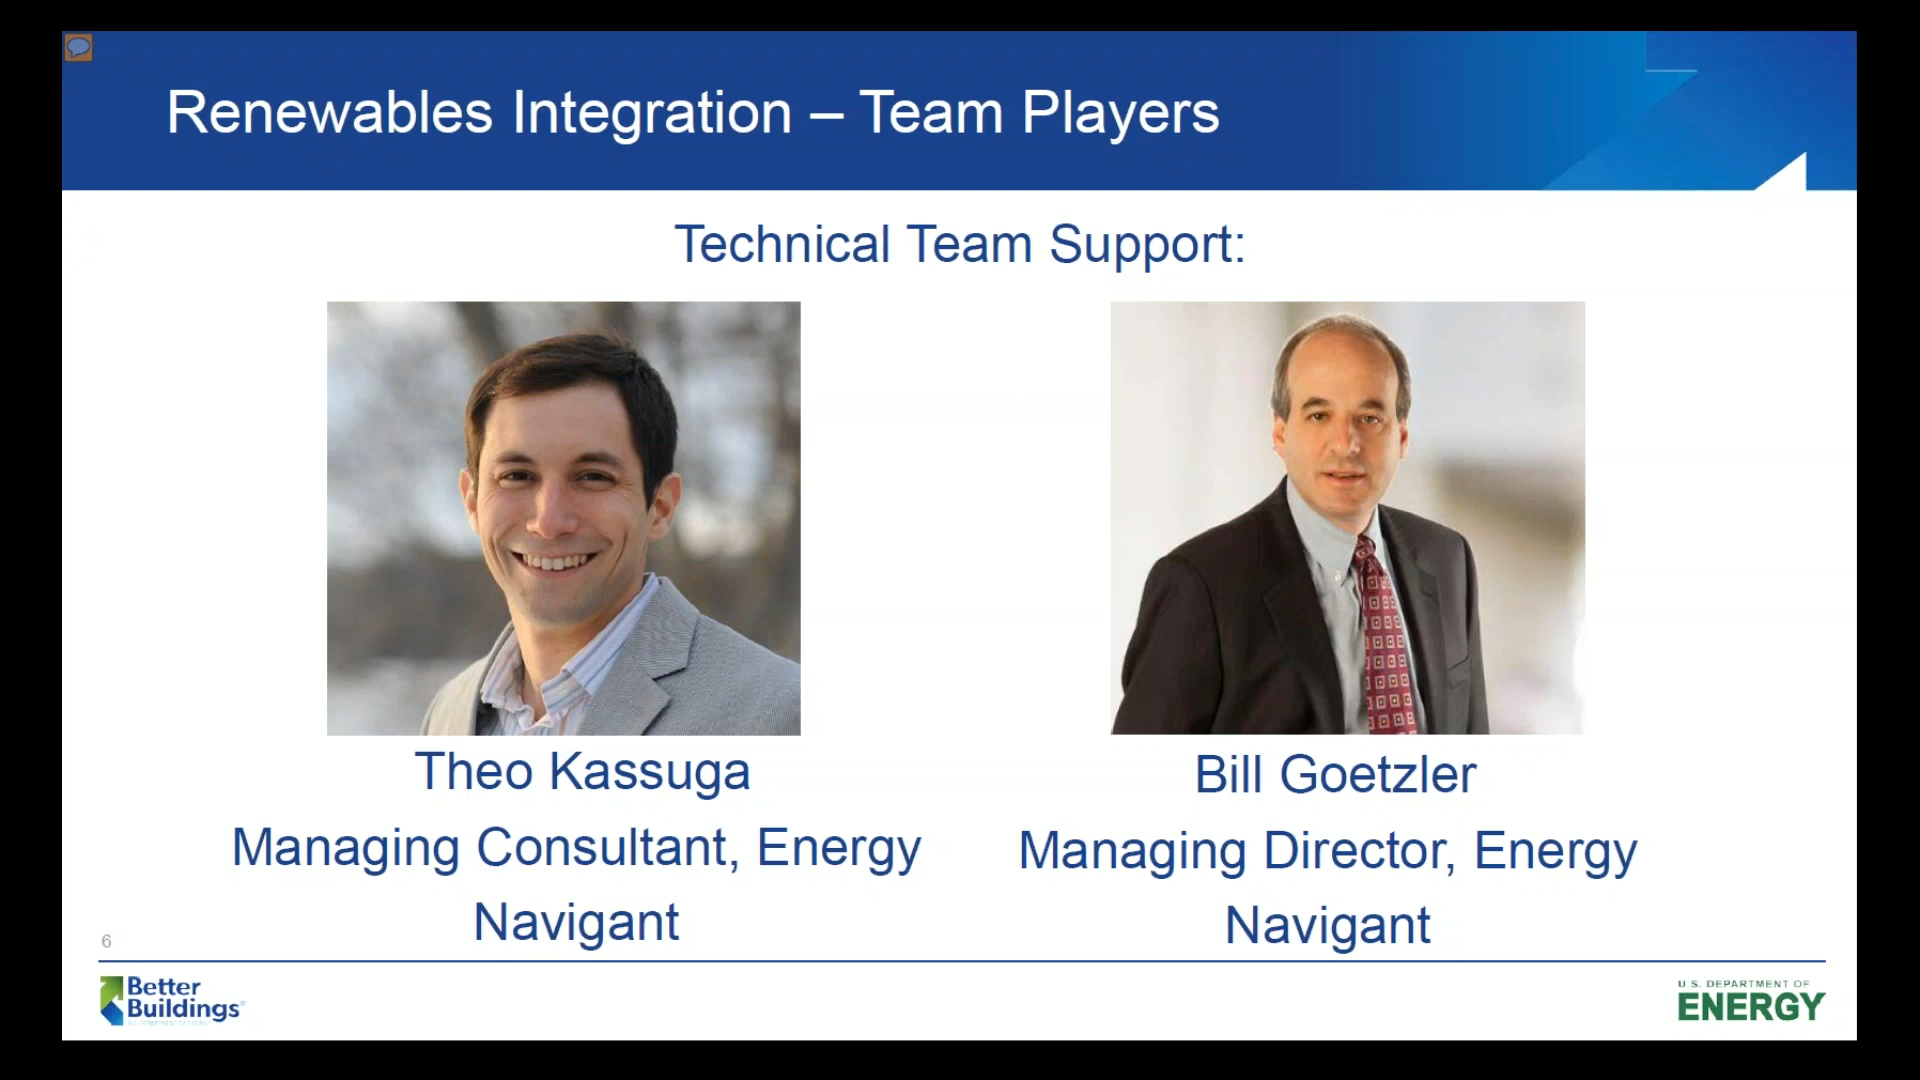 Renewables Integration – Team Players
Technical Team Support:
Theo Kassuga
Managing Consultant, Energy
Navigant
Bill Goetzler
Managing Director, Energy
Navigant
6
Better
Buildings®
U.S. DEPARTMENT OF
ENERGY